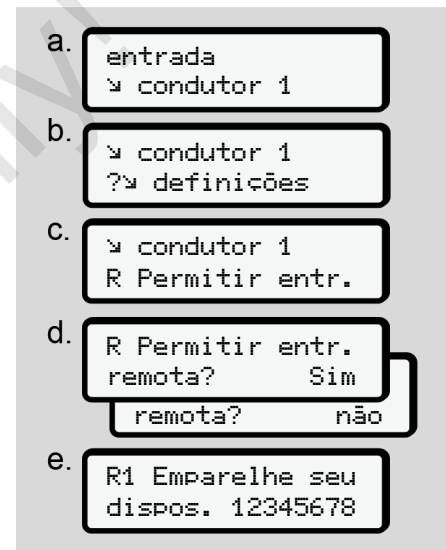 a.
entrada
↘ condutor 1
b.
↘ condutor 1
?↘ definições
c.
↘ condutor 1
R Permitir entr.
d.
R Permitir entr.
remota? Sim
remota? não
e.
R1 Emparelhe seu
dispos. 12345678